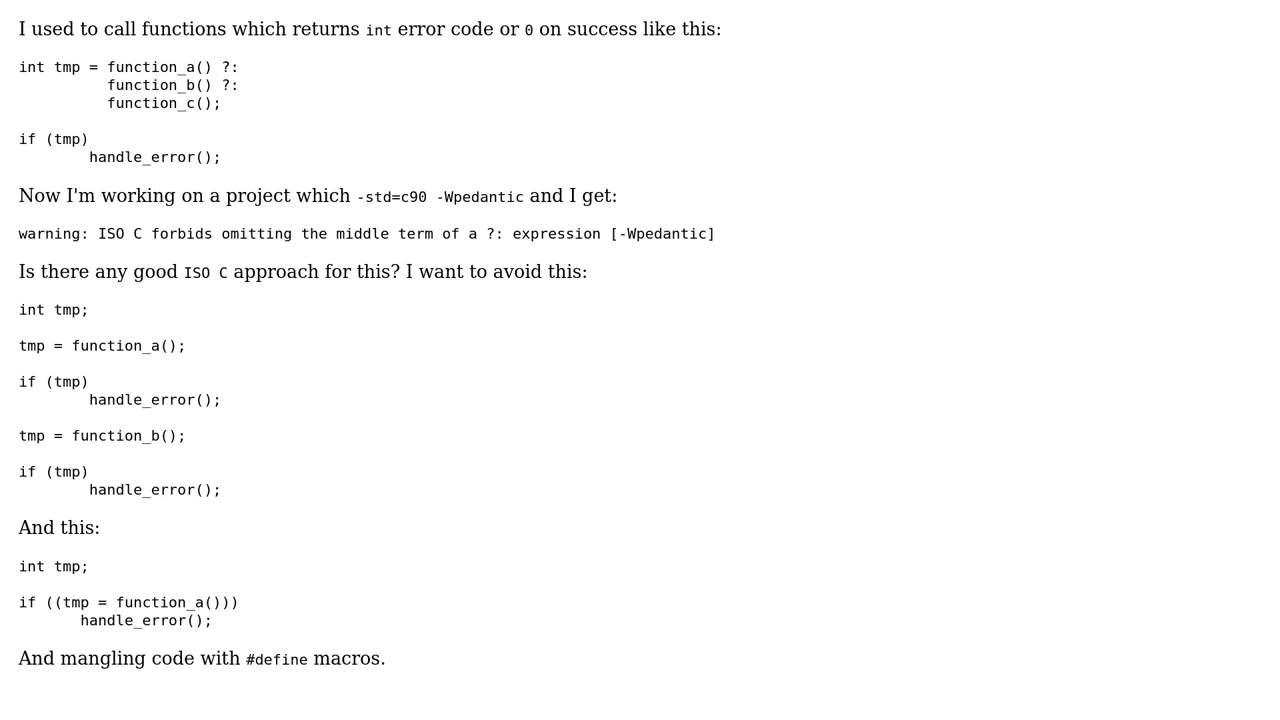 I used to call functions which returns int error code or 0 on success like this:
int tmp = function_a() ?:
          function_b() ?:
          function_c();
if (tmp)
        handle_error();
Now I'm working on a project which -std=c90 -Wpedantic and I get:
warning: ISO C forbids omitting the middle term of a ?: expression [-Wpedantic]
Is there any good ISO C approach for this? I want to avoid this:
int tmp;
tmp = function_a();
if (tmp)
        handle_error();
tmp = function_b();
if (tmp)
        handle_error();
And this:
int tmp;
if ((tmp = function_a()))
       handle_error();
And mangling code with #define macros.